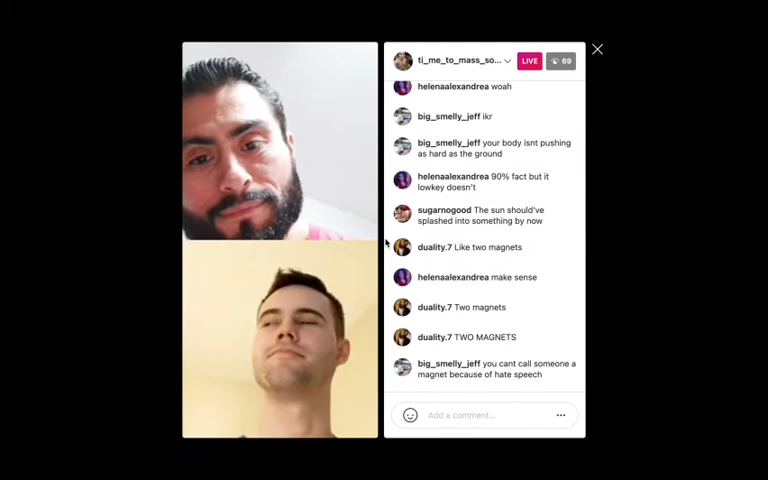 ti_me_to_mass_so...
LIVE
69
helenaalexandrea woah
big_smelly_jeff ikr
big_smelly_jeff your body isnt pushing
as hard as the ground
helenaalexandrea 90% fact but it
lowkey doesn't
sugarnogood The sun should've
splashed into something by now
duality.7 Like two magnets
helenaalexandrea make sense
duality.7 Two magnets
duality.7 TWO MAGNETS
big_smelly_jeff you cant call someone a
magnet because of hate speech
Add a comment...